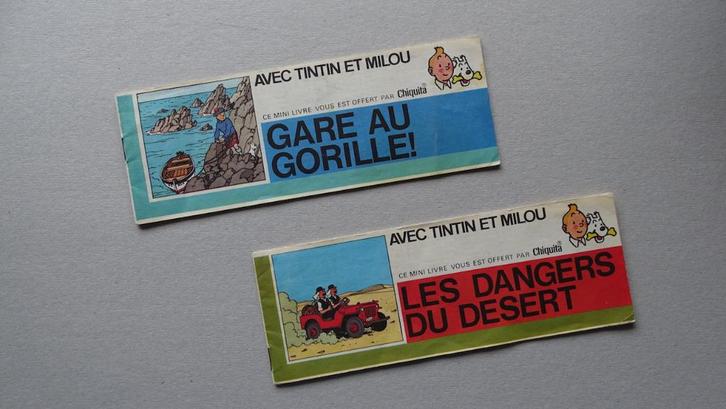 AVEC TINTIN ET MILOU
CE MINI LIVRE VOUS EST OFFERT PAR Chiquita®
GARE AU
GORILLE!
AVEC TINTIN ET MILOU
CE MINI LIVRE VOUS EST OFFERT PAR Chiquita®
LES DANGERS
DU DESERT